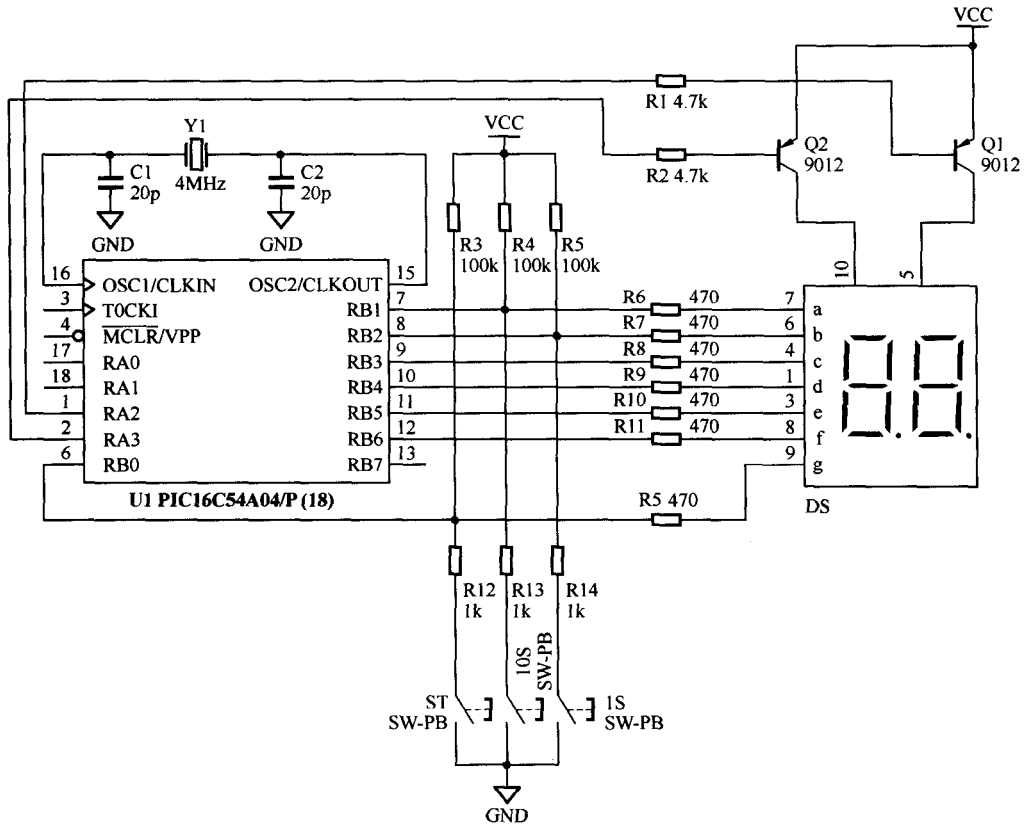 VCC
R1 4.7k
Y1
VCC
Q2
9012
Q1
9012
C1
20p
4MHz
C2
20p
R2 4.7k
GND
GND
R3
100k
R4
100k
R5
100k
10
5
16
OSC1/CLKIN
OSC2/CLKOUT
15
3
T0CKI
RB1
7
R6
470
7
a
4
MCLR/VPP
RB2
8
R7
470
6
b
17
RA0
RB3
9
R8
470
4
c
18
RA1
RB4
10
R9
470
1
d
1
RA2
RB5
11
R10
470
3
e
2
RA3
RB6
12
R11
470
8
f
6
RB0
RB7
13
9
g
U1 PIC16C54A04/P (18)
R5 470
DS
R12
1k
R13
1k
R14
1k
10S
SW-PB
ST
SW-PB
1S
SW-PB
GND